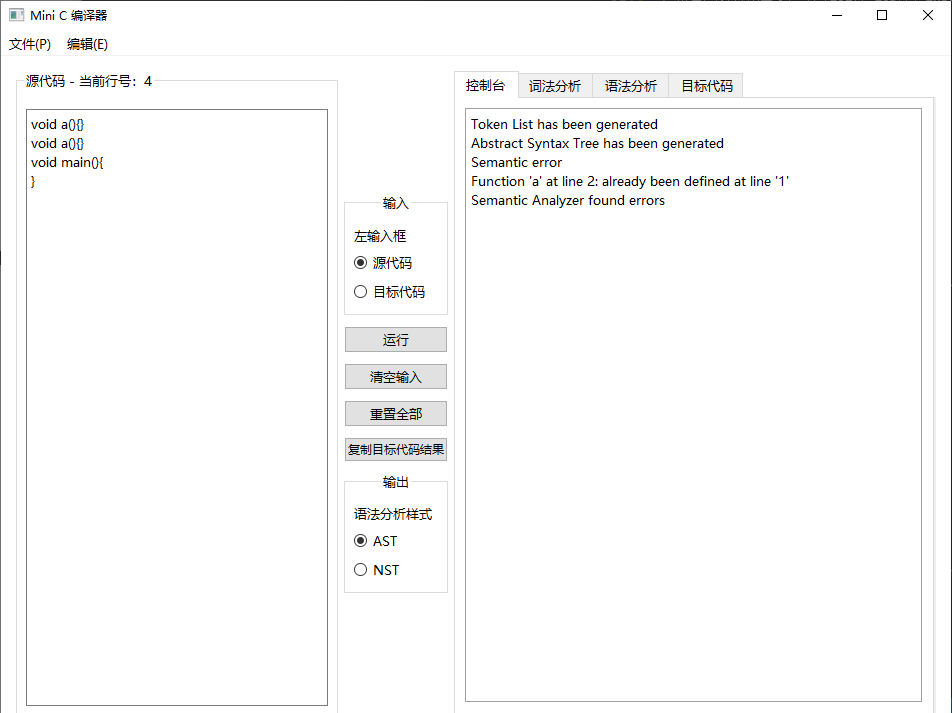 Mini C 编译器
文件(P) 编辑(E)
源代码 - 当前行号：4
void a(){}
void a(){}
void main(){
}
输入
左输入框
源代码
目标代码
运行
清空输入
重置全部
复制目标代码结果
输出
语法分析样式
AST
NST
控制台 词法分析 语法分析 目标代码
Token List has been generated
Abstract Syntax Tree has been generated
Semantic error
Function 'a' at line 2: already been defined at line '1'
Semantic Analyzer found errors